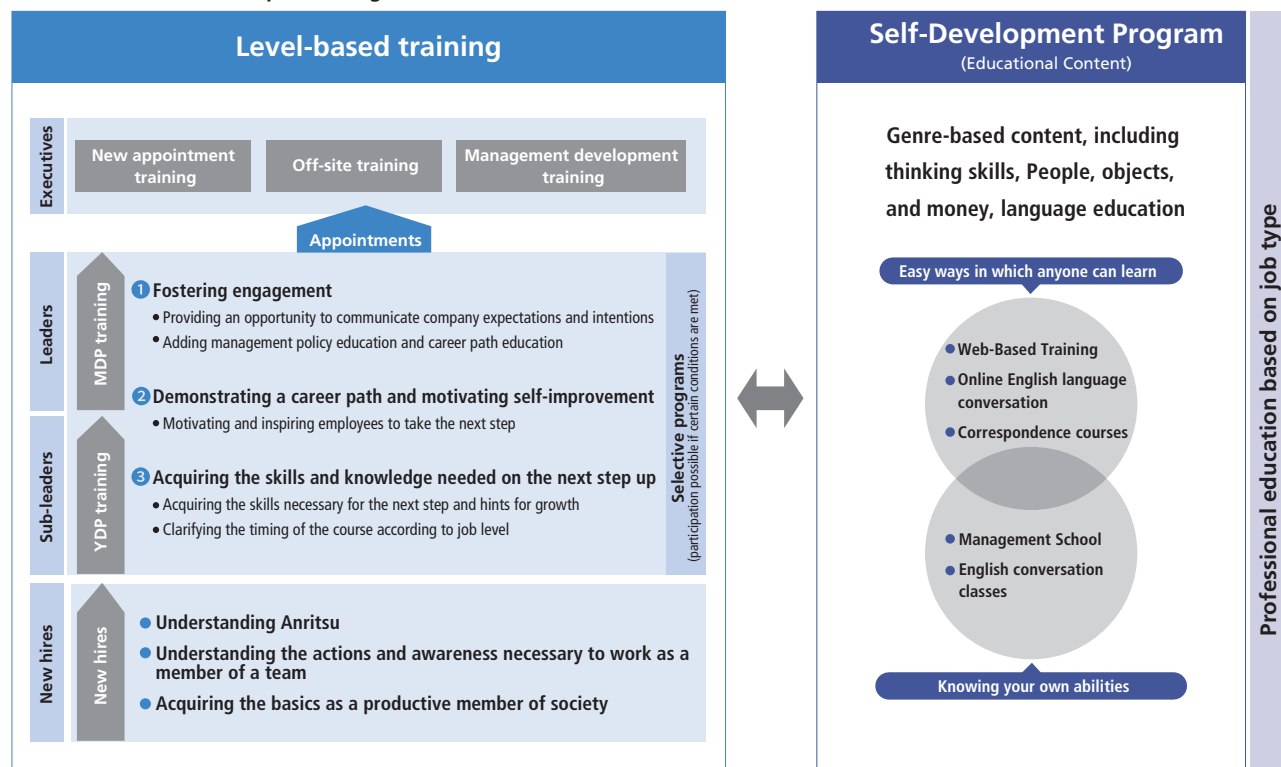 Level-based training
Executives
New appointment
training
Off-site training
Management development
training
Appointments
Leaders
MDP training
Sub-leaders
YDP training
❶ Fostering engagement
• Providing an opportunity to communicate company expectations and intentions
• Adding management policy education and career path education
❷ Demonstrating a career path and motivating self-improvement
• Motivating and inspiring employees to take the next step
❸ Acquiring the skills and knowledge needed on the next step up
• Acquiring the skills necessary for the next step and hints for growth
• Clarifying the timing of the course according to job level
Selective programs
(participation possible if certain conditions are met)
New hires
New hires
• Understanding Anritsu
• Understanding the actions and awareness necessary to work as a
member of a team
• Acquiring the basics as a productive member of society
Self-Development Program
(Educational Content)
Genre-based content, including
thinking skills, People, objects,
and money, language education
Easy ways in which anyone can learn
• Web-Based Training
• Online English language
conversation
• Correspondence courses
• Management School
• English conversation
classes
Knowing your own abilities
Professional education based on job type